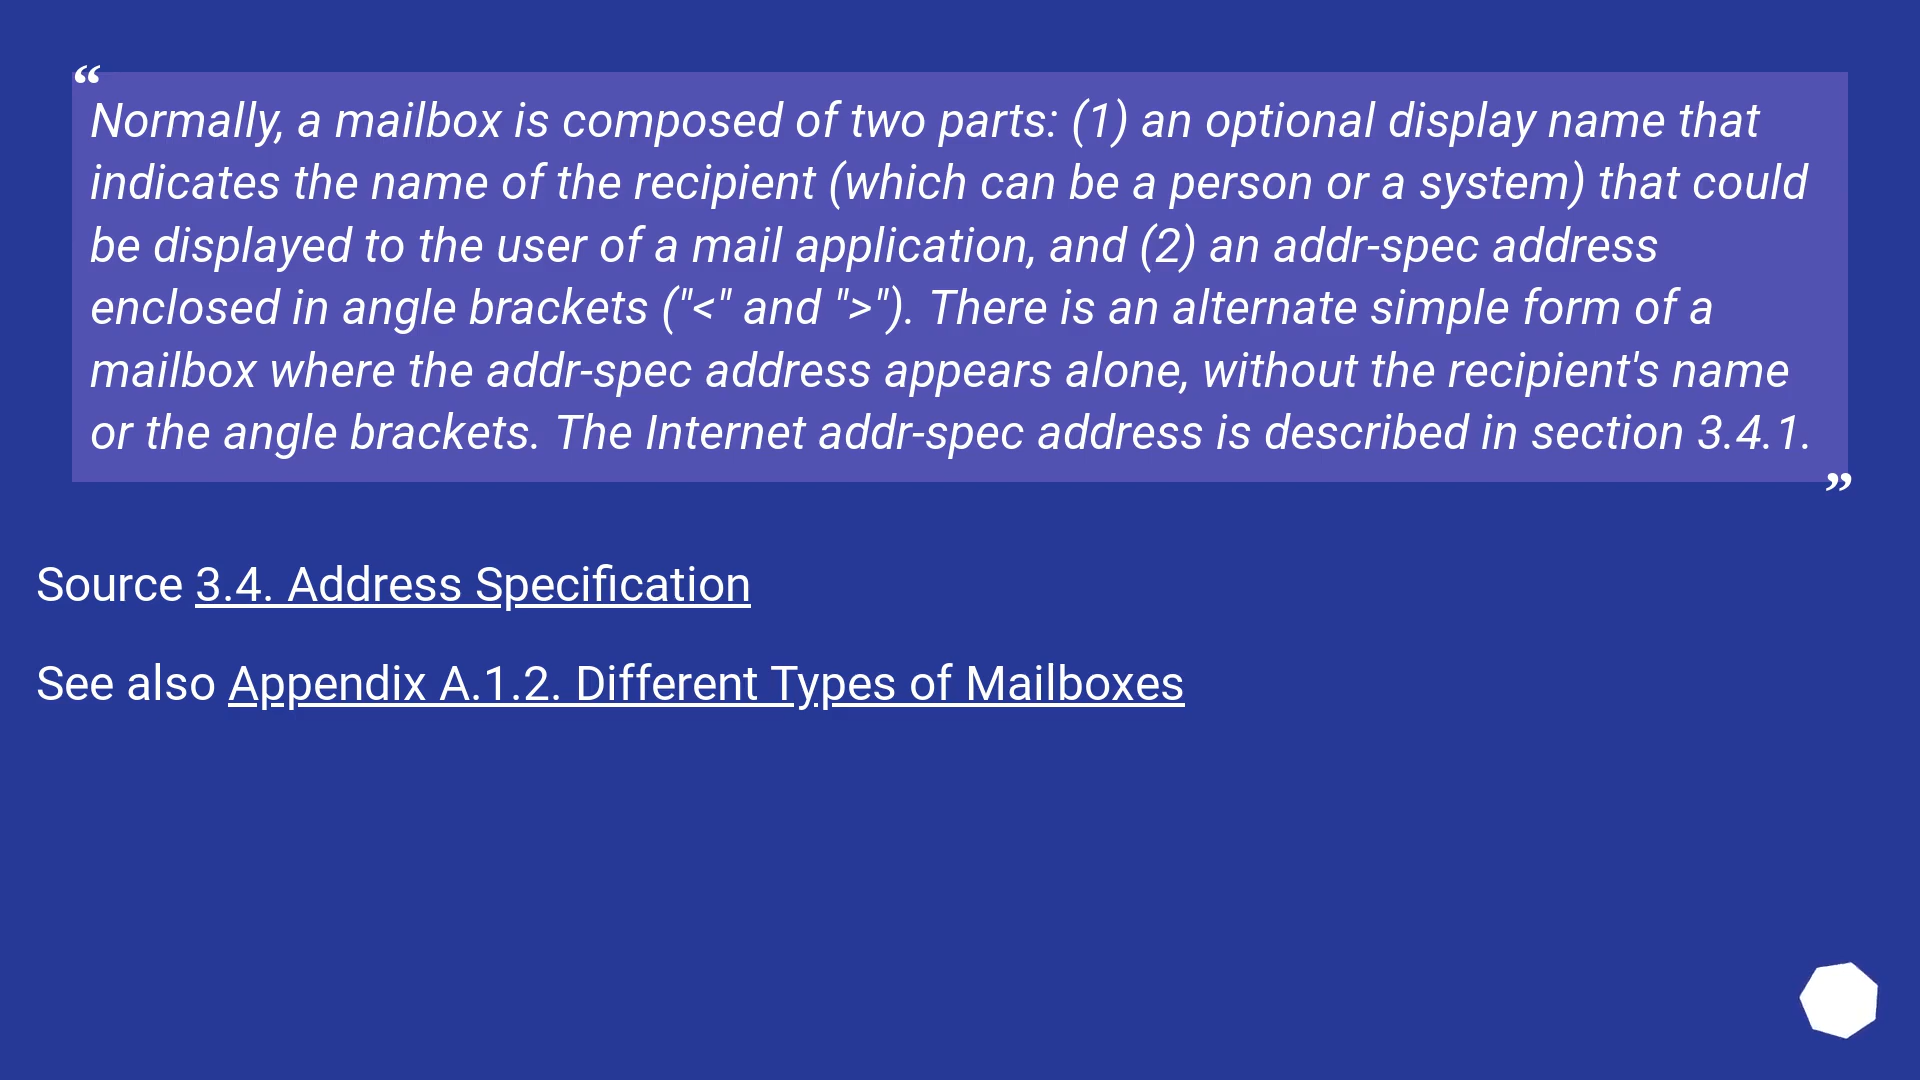 “
Normally, a mailbox is composed of two parts: (1) an optional display name that
indicates the name of the recipient (which can be a person or a system) that could
be displayed to the user of a mail application, and (2) an addr-spec address
enclosed in angle brackets ("<" and ">"). There is an alternate simple form of a
mailbox where the addr-spec address appears alone, without the recipient's name
or the angle brackets. The Internet addr-spec address is described in section 3.4.1.
”
Source 3.4. Address Specification
See also Appendix A.1.2. Different Types of Mailboxes